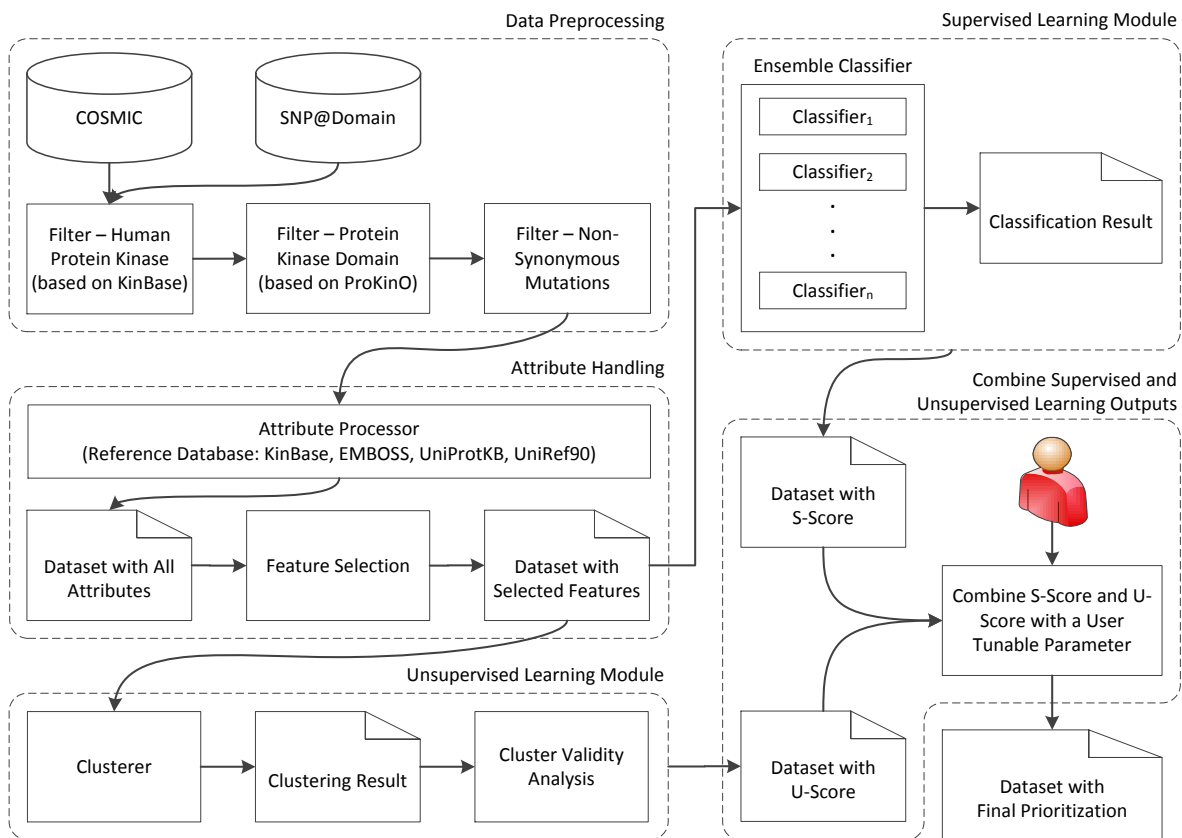 Data Preprocessing
COSMIC
SNP@Domain
Filter – Human
Protein Kinase
(based on KinBase)
Filter – Protein
Kinase Domain
(based on ProKinO)
Filter – Non-
Synonymous
Mutations
Supervised Learning Module
Ensemble Classifier
Classifier1
Classifier2
.
.
.
.
Classifiern
Classification Result
Attribute Handling
Attribute Processor
(Reference Database: KinBase, EMBOSS, UniProtKB, UniRef90)
Dataset with All
Attributes
Feature Selection
Dataset with
Selected Features
Combine Supervised and
Unsupervised Learning Outputs
Dataset with
S-Score
Combine S-Score and U-
Score with a User
Tunable Parameter
Unsupervised Learning Module
Clusterer
Clustering Result
Cluster Validity
Analysis
Dataset with
U-Score
Dataset with
Final Prioritization